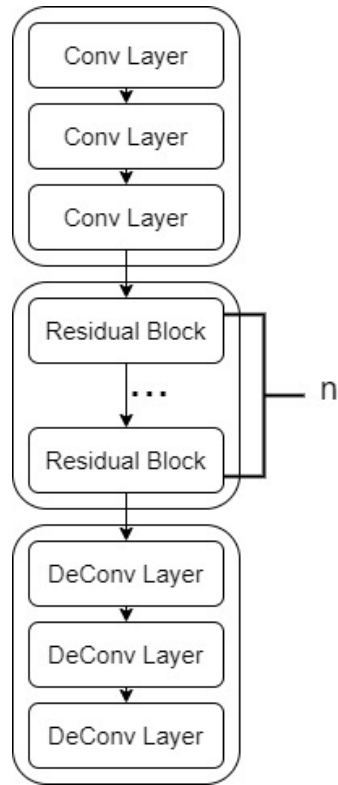 Conv Layer
Conv Layer
Conv Layer
Residual Block
...
n
Residual Block
DeConv Layer
DeConv Layer
DeConv Layer